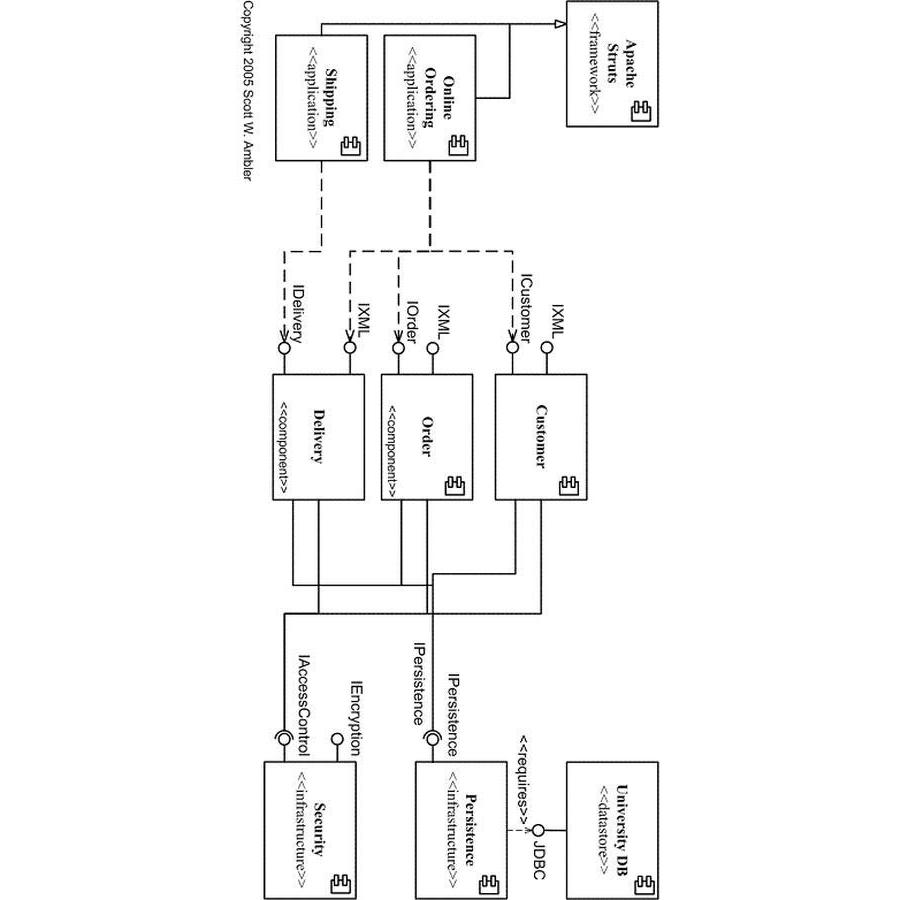 Apache
Struts
<<framework>>
Online
Ordering
<<application>>
Shipping
<<application>>
IXML
ICustomer
IXML
IOrder
IXML
IDelivery
Customer
Order
<<component>>
Delivery
<<component>>
IPersistence
IPersistence
IEncryption
IAccessControl
University DB
<<datastore>>
JDBC
<<requires>>
Persistence
<<infrastructure>>
Security
<<infrastructure>>
Copyright 2005 Scott W. Ambler